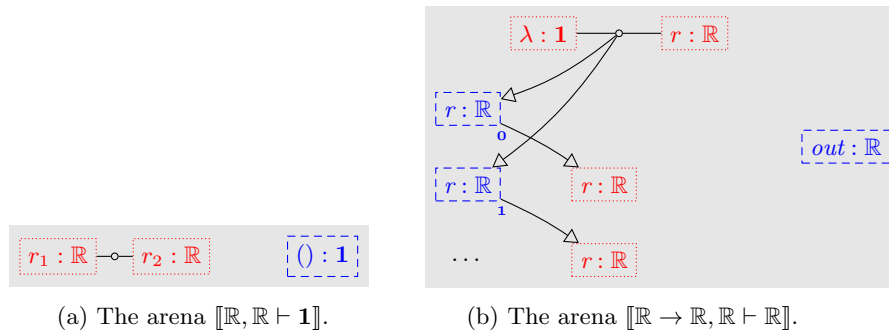 λ : 1 r : ℝ
r : ℝ
0
out : ℝ
r : ℝ r : ℝ
1
r₁ : ℝ r₂ : ℝ () : 1
... r : ℝ
(a) The arena ⟦ℝ, ℝ ⊢ 1⟧.
(b) The arena ⟦ℝ → ℝ, ℝ ⊢ ℝ⟧.